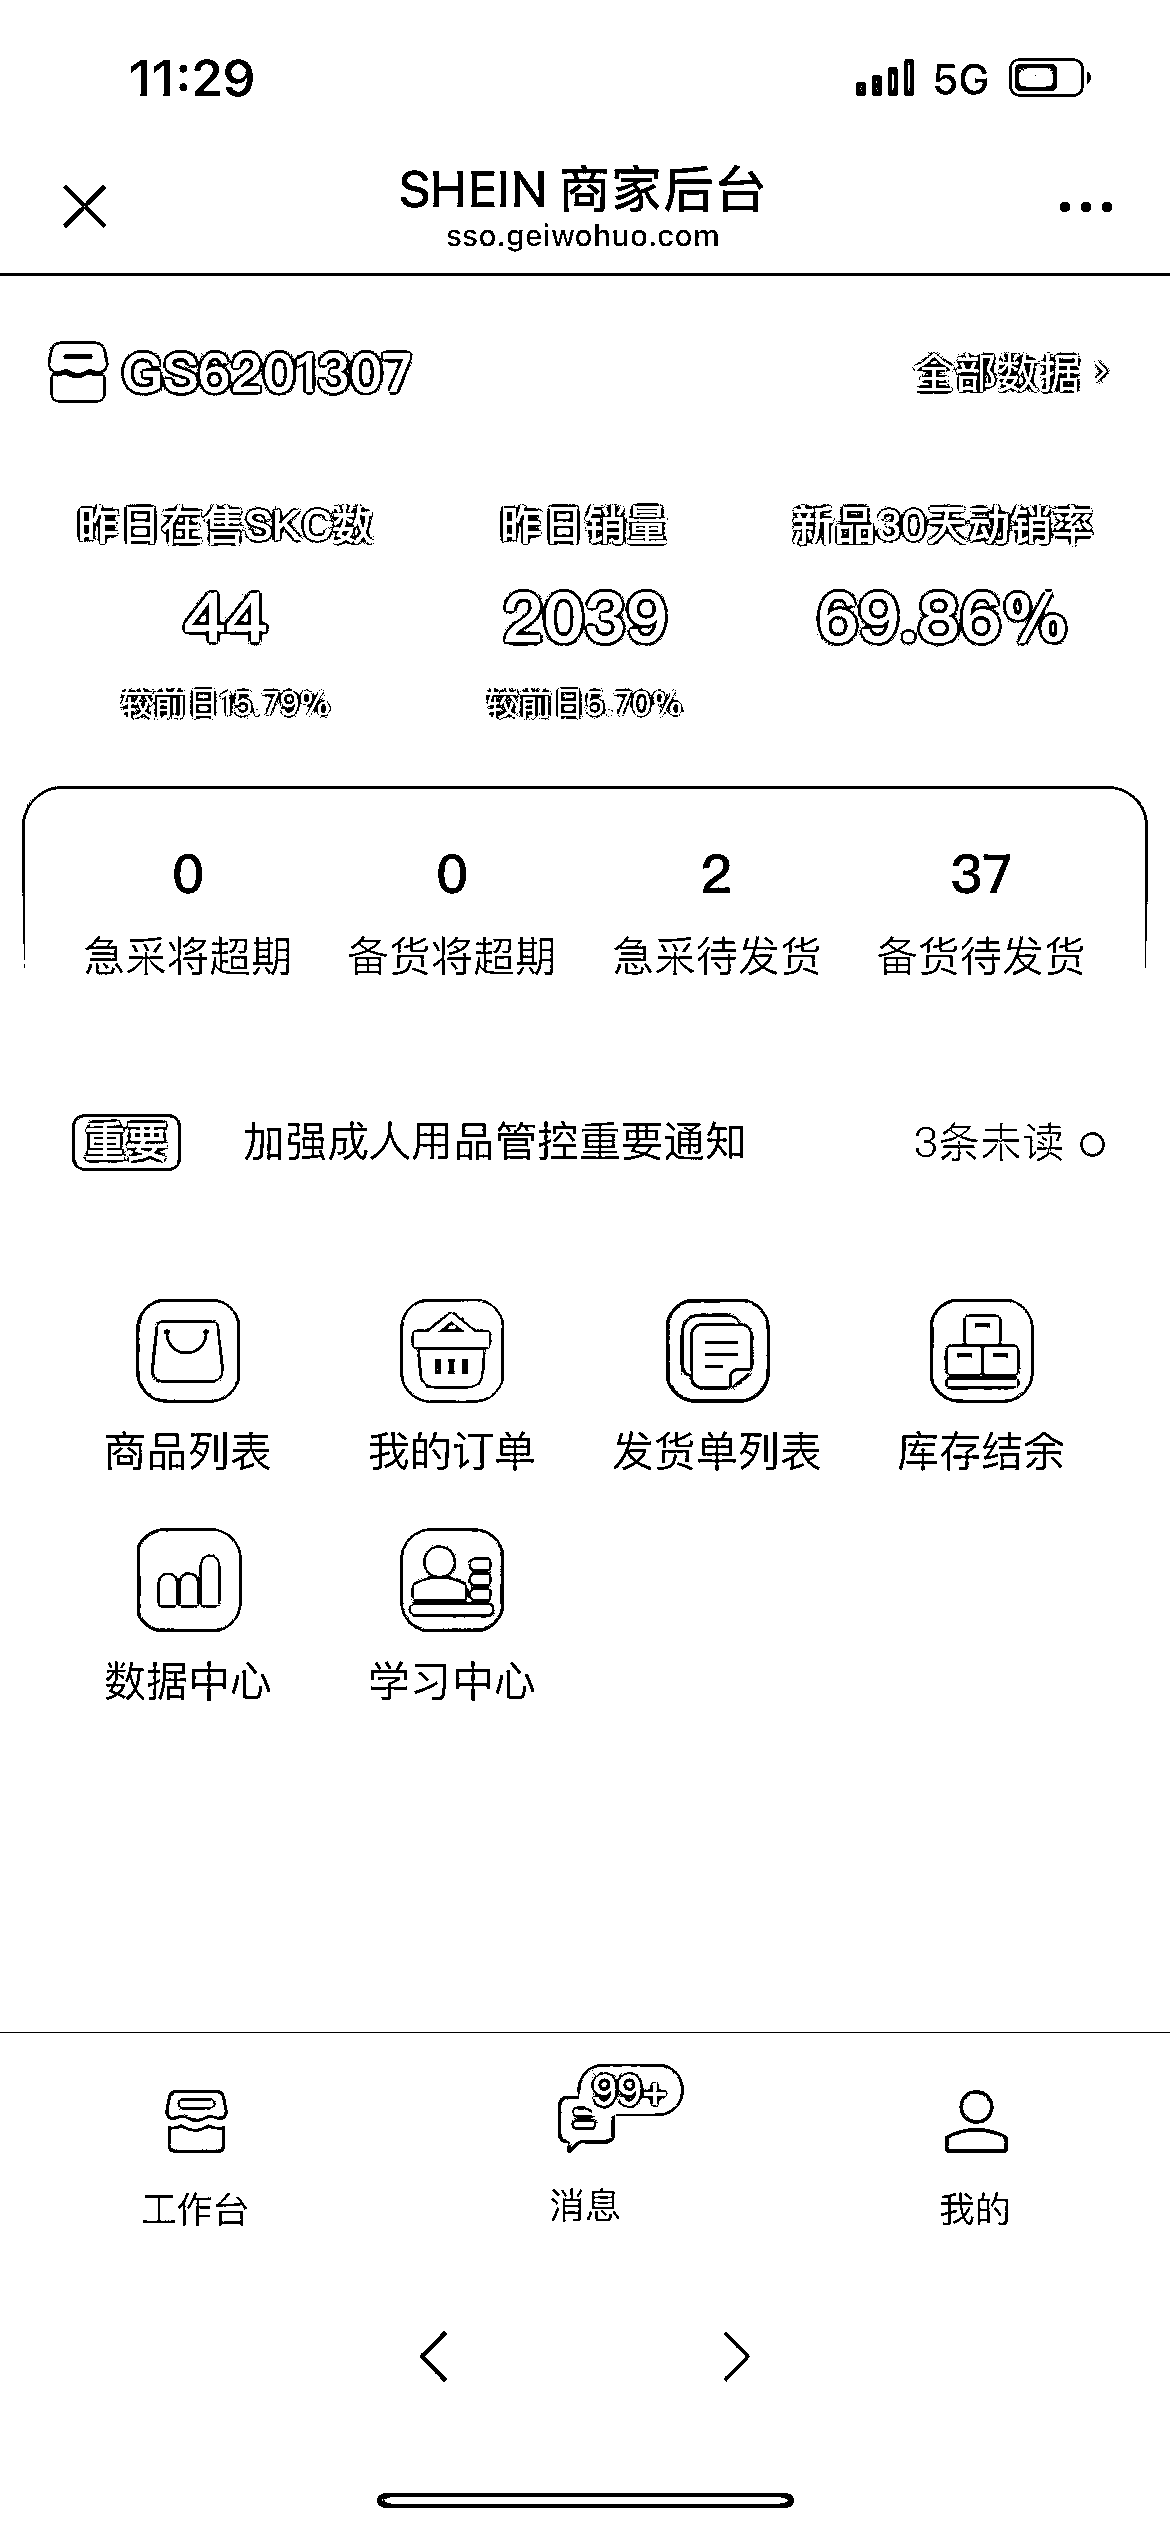 11:29 5G
SHEIN 商家后台
sso.geiwohuo.com
GS6201307 全部数据
昨日在售SKC数 昨日销量 新品30天动销率
44 2039 69.86%
较前日15.79% 较前日5.70%
0 0 2 37
急采将超期 备货将超期 急采待发货 备货待发货
重要 加强成人用品管控重要通知 3条未读
商品列表 我的订单 发货单列表 库存结余
数据中心 学习中心
99+
工作台 消息 我的